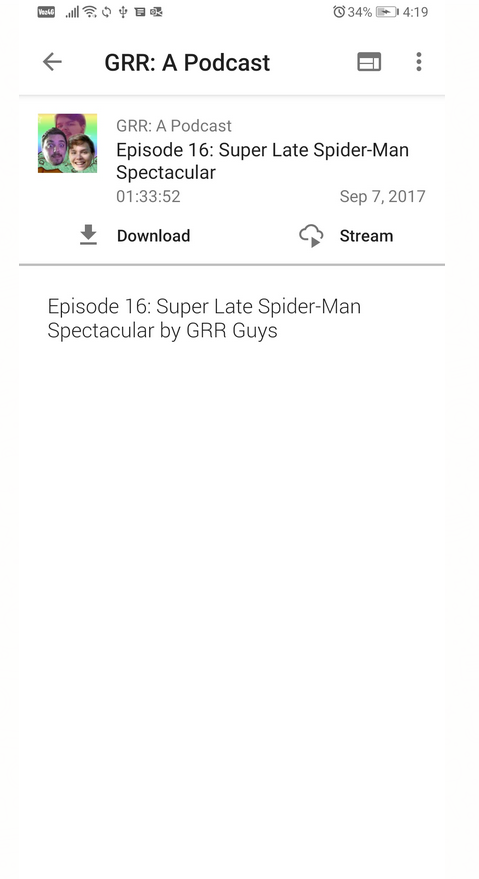 VoLTE 34% 4:19
GRR: A Podcast
GRR: A Podcast
Episode 16: Super Late Spider-Man
Spectacular
01:33:52 Sep 7, 2017
Download Stream
Episode 16: Super Late Spider-Man
Spectacular by GRR Guys